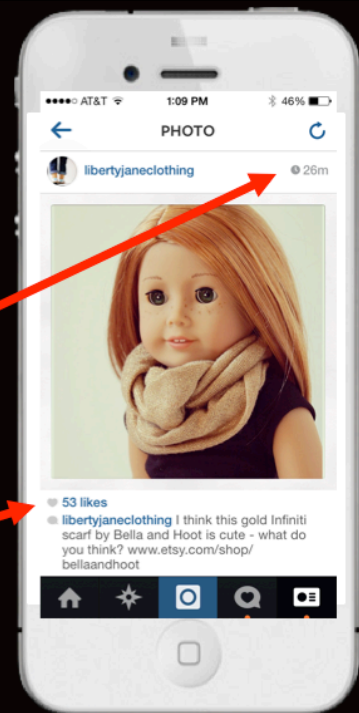 AT&T 1:09 PM 46%
PHOTO
libertyjaneclothing 26m
53 likes
libertyjaneclothing I think this gold Infiniti
scarf by Bella and Hoot is cute - what do
you think? www.etsy.com/shop/
bellaandhoot